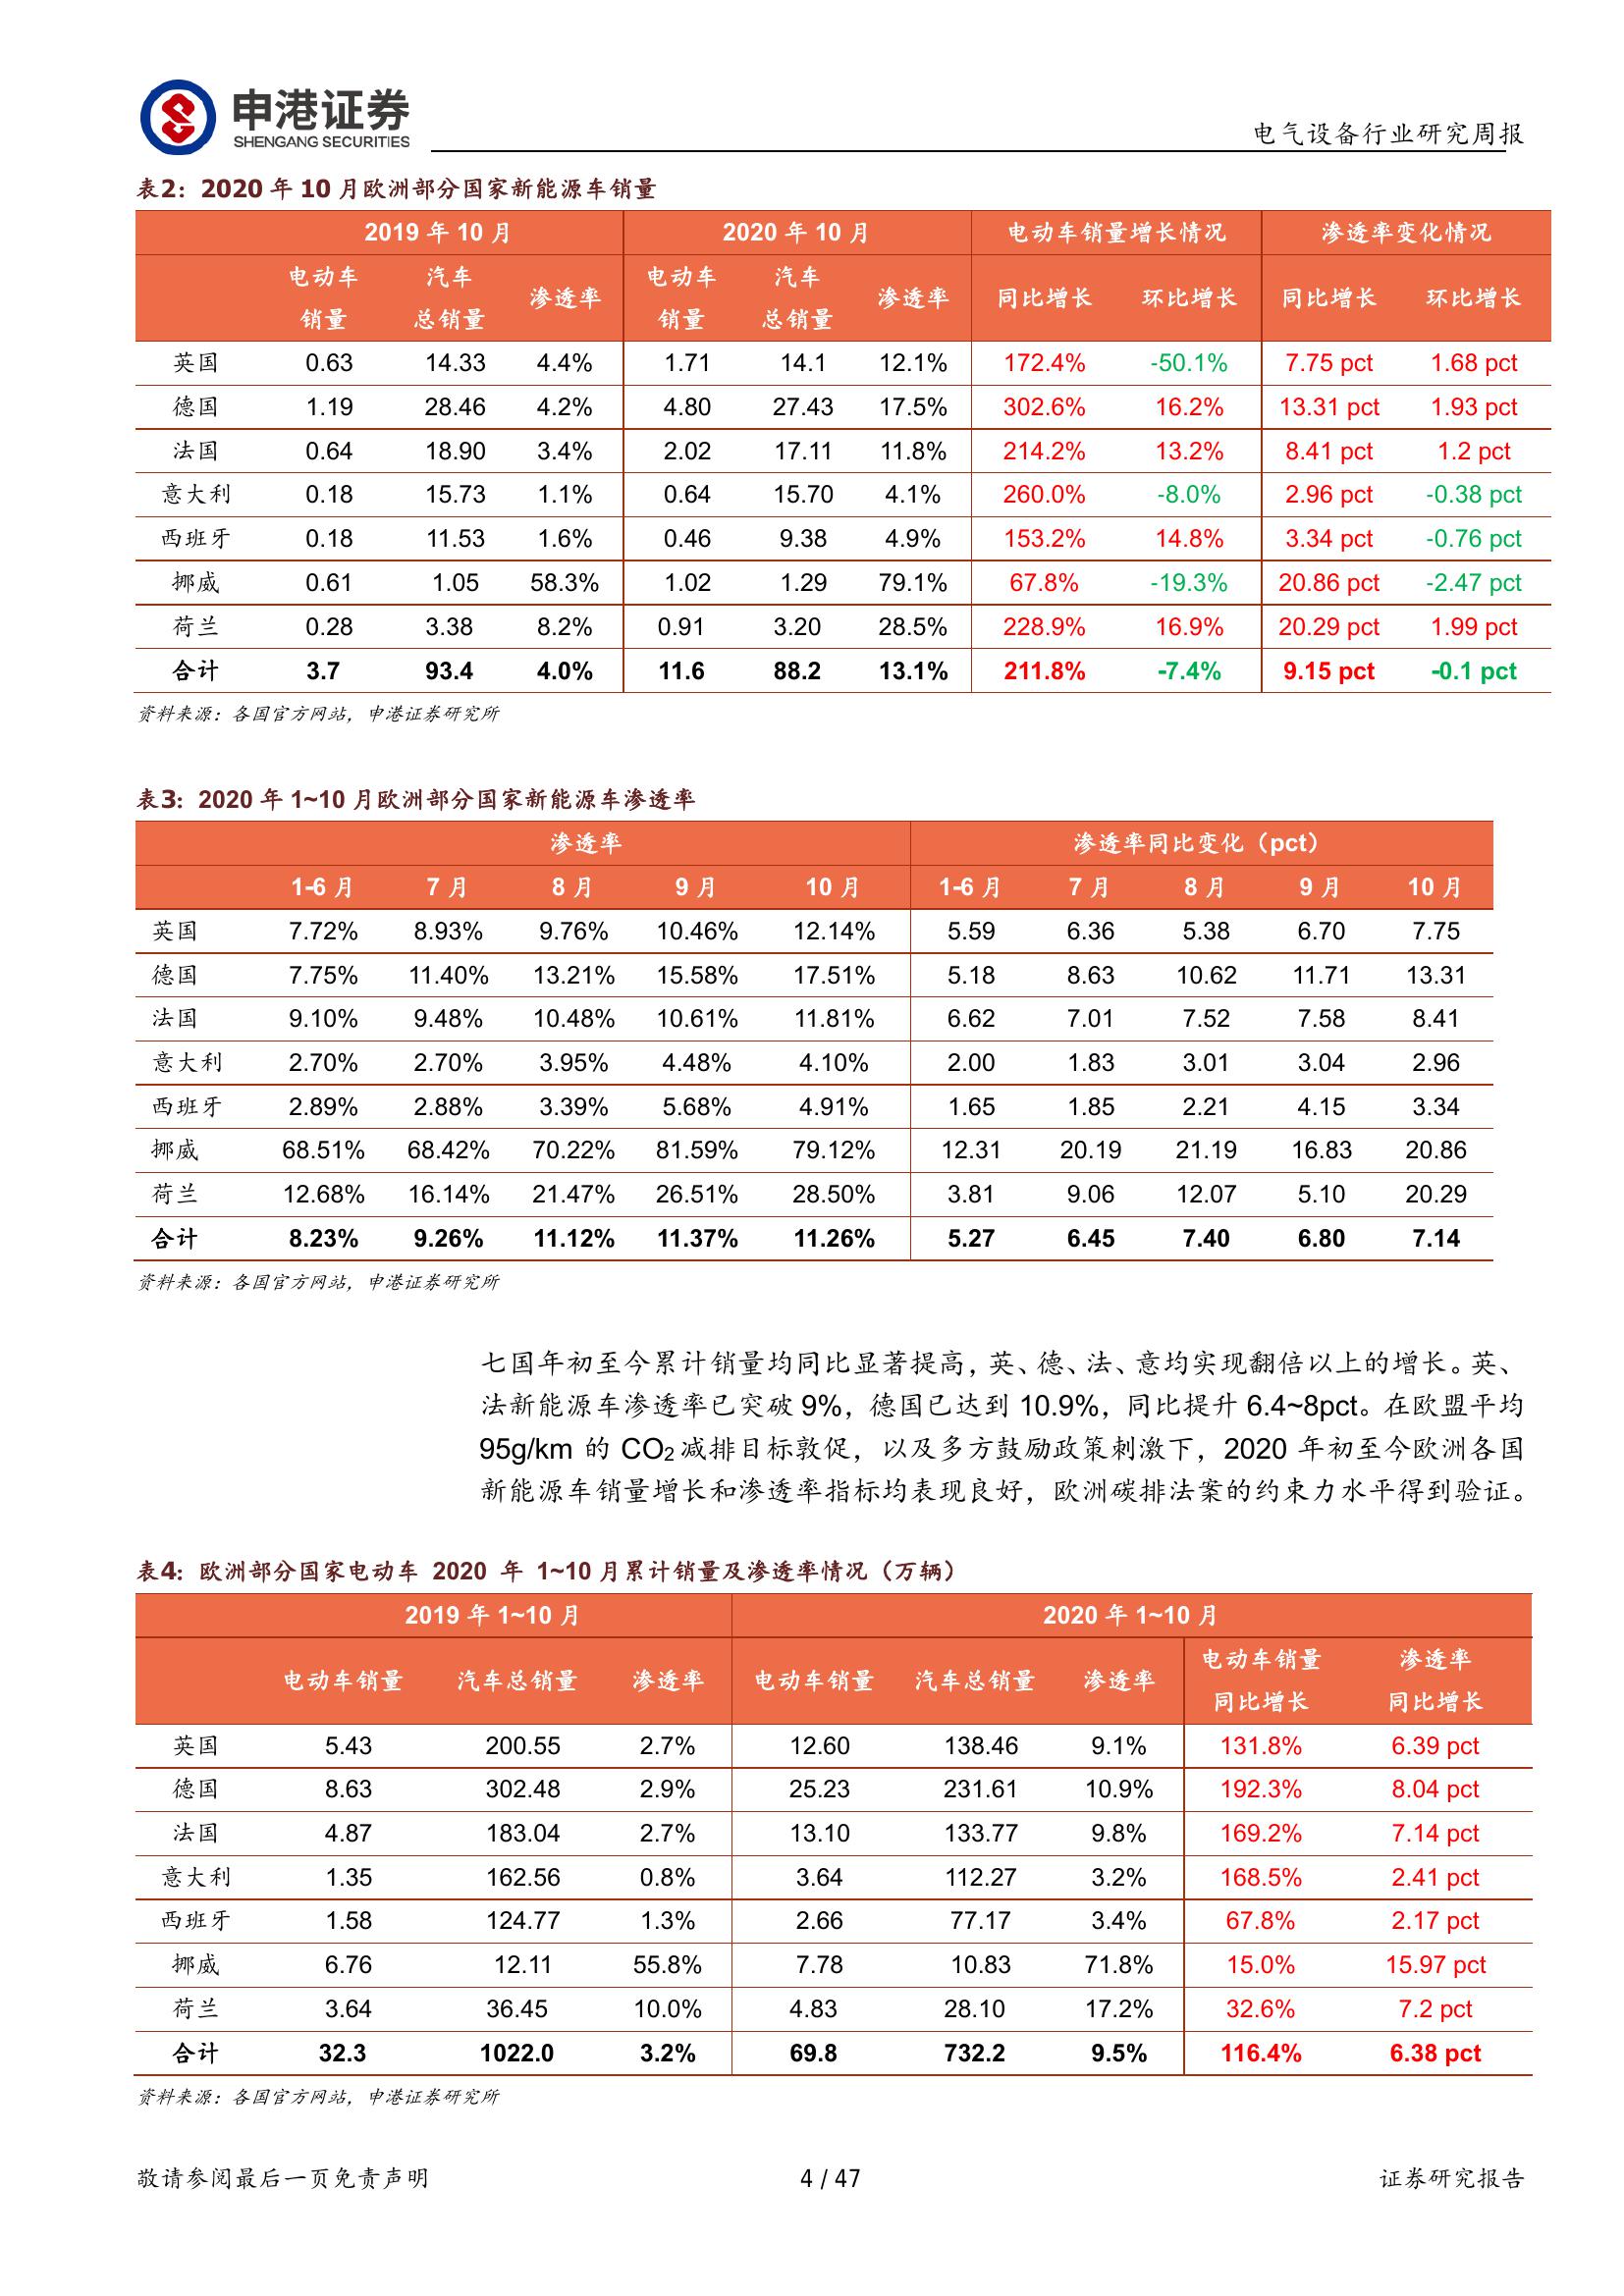 申港证券
SHENGANG SECURITIES
电气设备行业研究周报
表2：2020 年 10 月欧洲部分国家新能源车销量
2019 年 10 月 2020 年 10 月 电动车销量增长情况 渗透率变化情况
电动车 汽车 电动车 汽车
渗透率 渗透率 同比增长 环比增长 同比增长 环比增长
销量 总销量 销量 总销量
英国 0.63 14.33 4.4% 1.71 14.1 12.1% 172.4% -50.1% 7.75 pct 1.68 pct
德国 1.19 28.46 4.2% 4.80 27.43 17.5% 302.6% 16.2% 13.31 pct 1.93 pct
法国 0.64 18.90 3.4% 2.02 17.11 11.8% 214.2% 13.2% 8.41 pct 1.2 pct
意大利 0.18 15.73 1.1% 0.64 15.70 4.1% 260.0% -8.0% 2.96 pct -0.38 pct
西班牙 0.18 11.53 1.6% 0.46 9.38 4.9% 153.2% 14.8% 3.34 pct -0.76 pct
挪威 0.61 1.05 58.3% 1.02 1.29 79.1% 67.8% -19.3% 20.86 pct -2.47 pct
荷兰 0.28 3.38 8.2% 0.91 3.20 28.5% 228.9% 16.9% 20.29 pct 1.99 pct
合计 3.7 93.4 4.0% 11.6 88.2 13.1% 211.8% -7.4% 9.15 pct -0.1 pct
资料来源：各国官方网站，申港证券研究所
表3：2020 年 1~10 月欧洲部分国家新能源车渗透率
渗透率 渗透率同比变化（pct）
1-6 月 7 月 8 月 9 月 10 月 1-6 月 7 月 8 月 9 月 10 月
英国 7.72% 8.93% 9.76% 10.46% 12.14% 5.59 6.36 5.38 6.70 7.75
德国 7.75% 11.40% 13.21% 15.58% 17.51% 5.18 8.63 10.62 11.71 13.31
法国 9.10% 9.48% 10.48% 10.61% 11.81% 6.62 7.01 7.52 7.58 8.41
意大利 2.70% 2.70% 3.95% 4.48% 4.10% 2.00 1.83 3.01 3.04 2.96
西班牙 2.89% 2.88% 3.39% 5.68% 4.91% 1.65 1.85 2.21 4.15 3.34
挪威 68.51% 68.42% 70.22% 81.59% 79.12% 12.31 20.19 21.19 16.83 20.86
荷兰 12.68% 16.14% 21.47% 26.51% 28.50% 3.81 9.06 12.07 5.10 20.29
合计 8.23% 9.26% 11.12% 11.37% 11.26% 5.27 6.45 7.40 6.80 7.14
资料来源：各国官方网站，申港证券研究所
七国年初至今累计销量均同比显著提高，英、德、法、意均实现翻倍以上的增长。英、
法新能源车渗透率已突破 9%，德国已达到 10.9%，同比提升 6.4~8pct。在欧盟平均
95g/km 的 CO₂减排目标敦促，以及多方鼓励政策刺激下，2020 年初至今欧洲各国
新能源车销量增长和渗透率指标均表现良好，欧洲碳排法案的约束力水平得到验证。
表4：欧洲部分国家电动车 2020 年 1~10 月累计销量及渗透率情况（万辆）
2019 年 1~10 月 2020 年 1~10 月
电动车销量 渗透率
电动车销量 汽车总销量 渗透率 电动车销量 汽车总销量 渗透率
同比增长 同比增长
英国 5.43 200.55 2.7% 12.60 138.46 9.1% 131.8% 6.39 pct
德国 8.63 302.48 2.9% 25.23 231.61 10.9% 192.3% 8.04 pct
法国 4.87 183.04 2.7% 13.10 133.77 9.8% 169.2% 7.14 pct
意大利 1.35 162.56 0.8% 3.64 112.27 3.2% 168.5% 2.41 pct
西班牙 1.58 124.77 1.3% 2.66 77.17 3.4% 67.8% 2.17 pct
挪威 6.76 12.11 55.8% 7.78 10.83 71.8% 15.0% 15.97 pct
荷兰 3.64 36.45 10.0% 4.83 28.10 17.2% 32.6% 7.2 pct
合计 32.3 1022.0 3.2% 69.8 732.2 9.5% 116.4% 6.38 pct
资料来源：各国官方网站，申港证券研究所
敬请参阅最后一页免责声明 4 / 47 证券研究报告